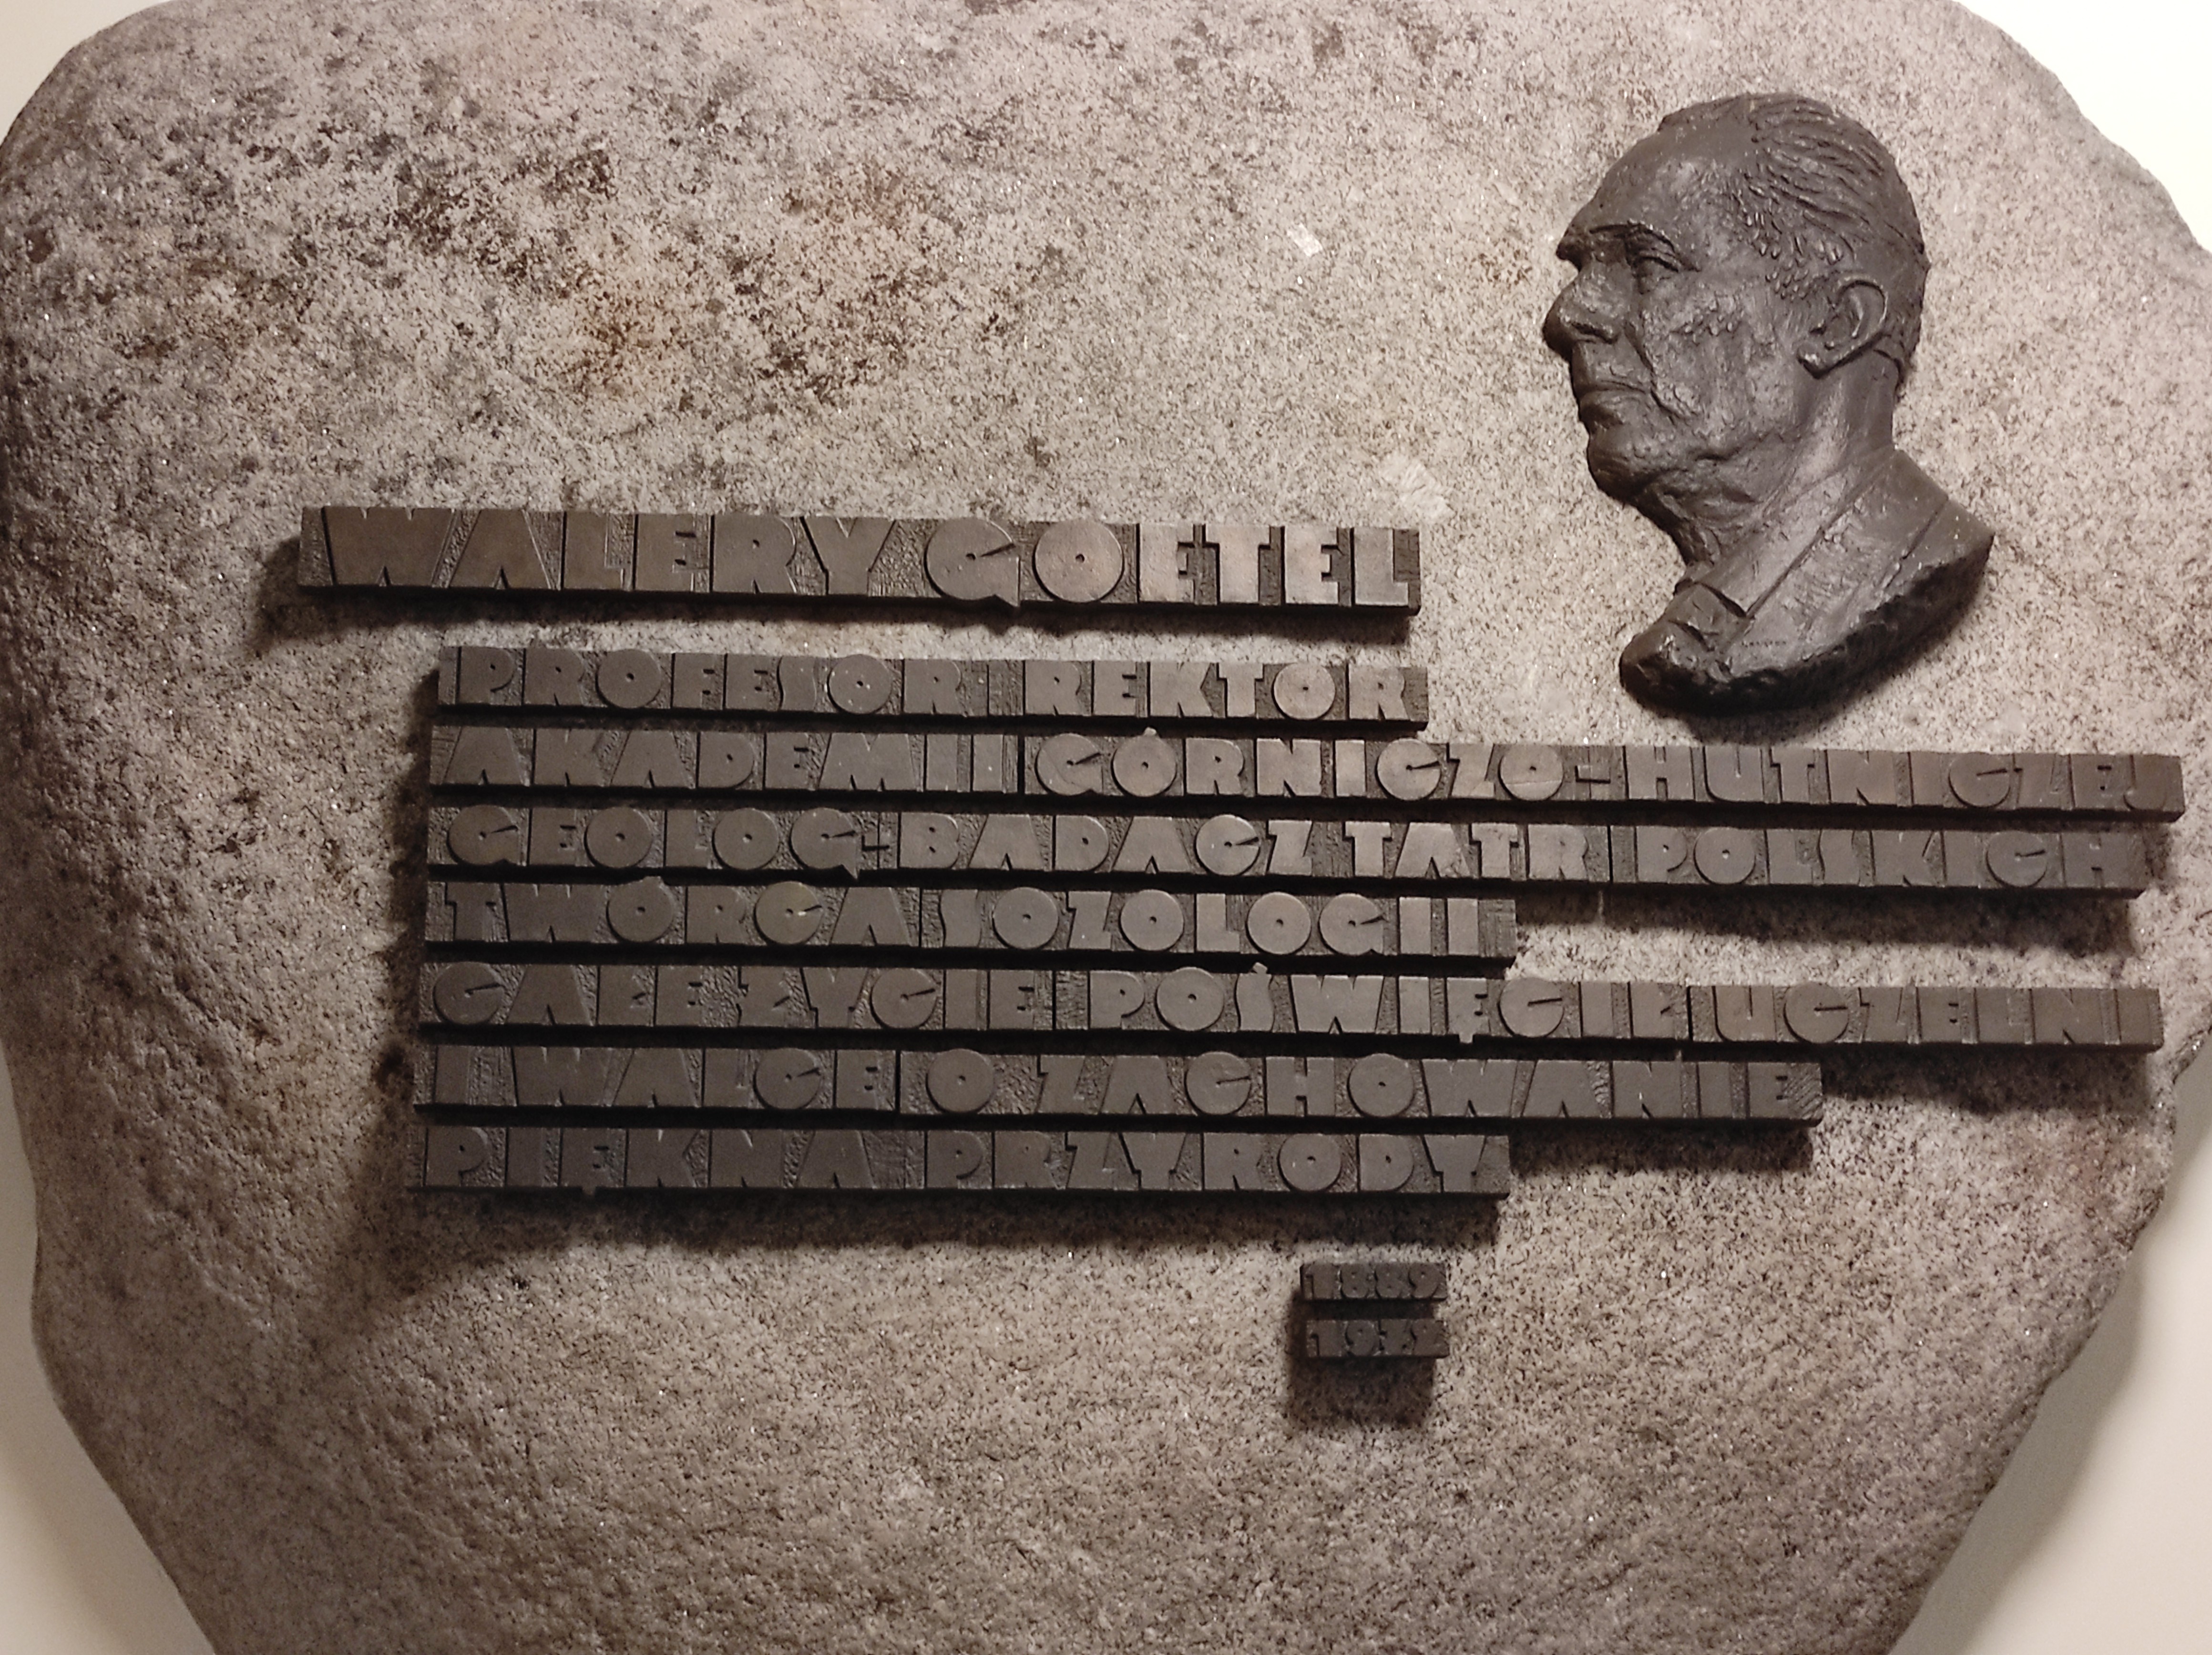 WALERY GOETEL
PROFESOR REKTOR
AKADEMII GÓRNICZO-HUTNICZEJ
GEOLOG-BADACZ TATR POLSKICH
TWÓRCA SOZOLOGII
CAŁE ŻYCIE POŚWIĘCIŁ UCZELNI
I WALCE O ZACHOWANIE
PIĘKNA PRZYRODY
1889
1972